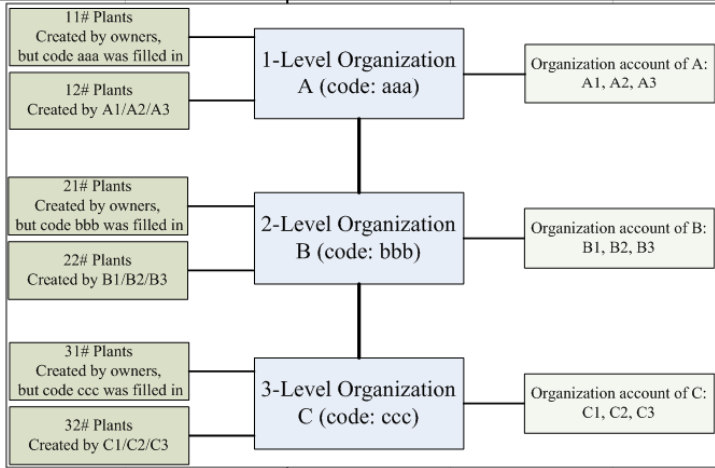 11# Plants
Created by owners,
but code aaa was filled in
12# Plants
Created by A1/A2/A3
1-Level Organization
A (code: aaa)
Organization account of A:
A1, A2, A3
21# Plants
Created by owners,
but code bbb was filled in
22# Plants
Created by B1/B2/B3
2-Level Organization
B (code: bbb)
Organization account of B:
B1, B2, B3
31# Plants
Created by owners,
but code ccc was filled in
32# Plants
Created by C1/C2/C3
3-Level Organization
C (code: ccc)
Organization account of C:
C1, C2, C3